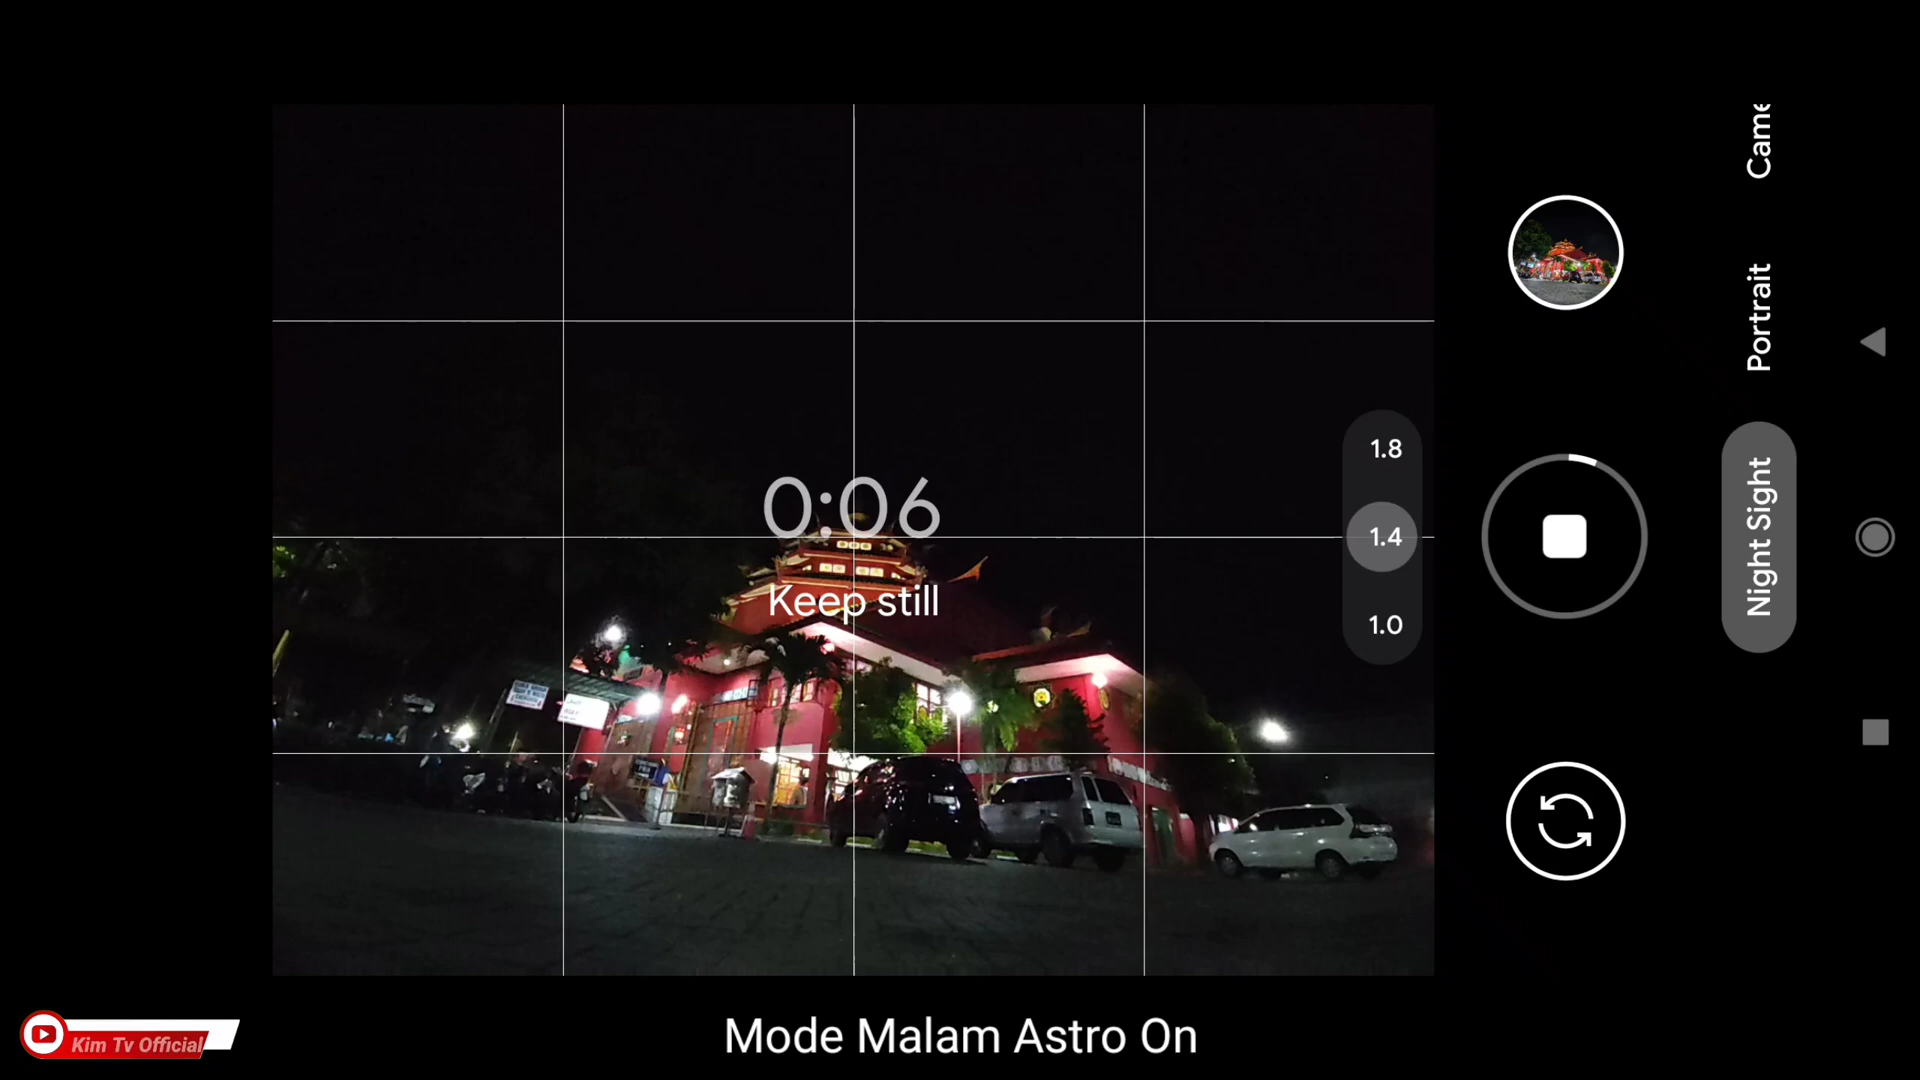 Came
Portrait
Night Sight
0:06
Keep still
1.8
1.4
1.0
Kim Tv Official
Mode Malam Astro On